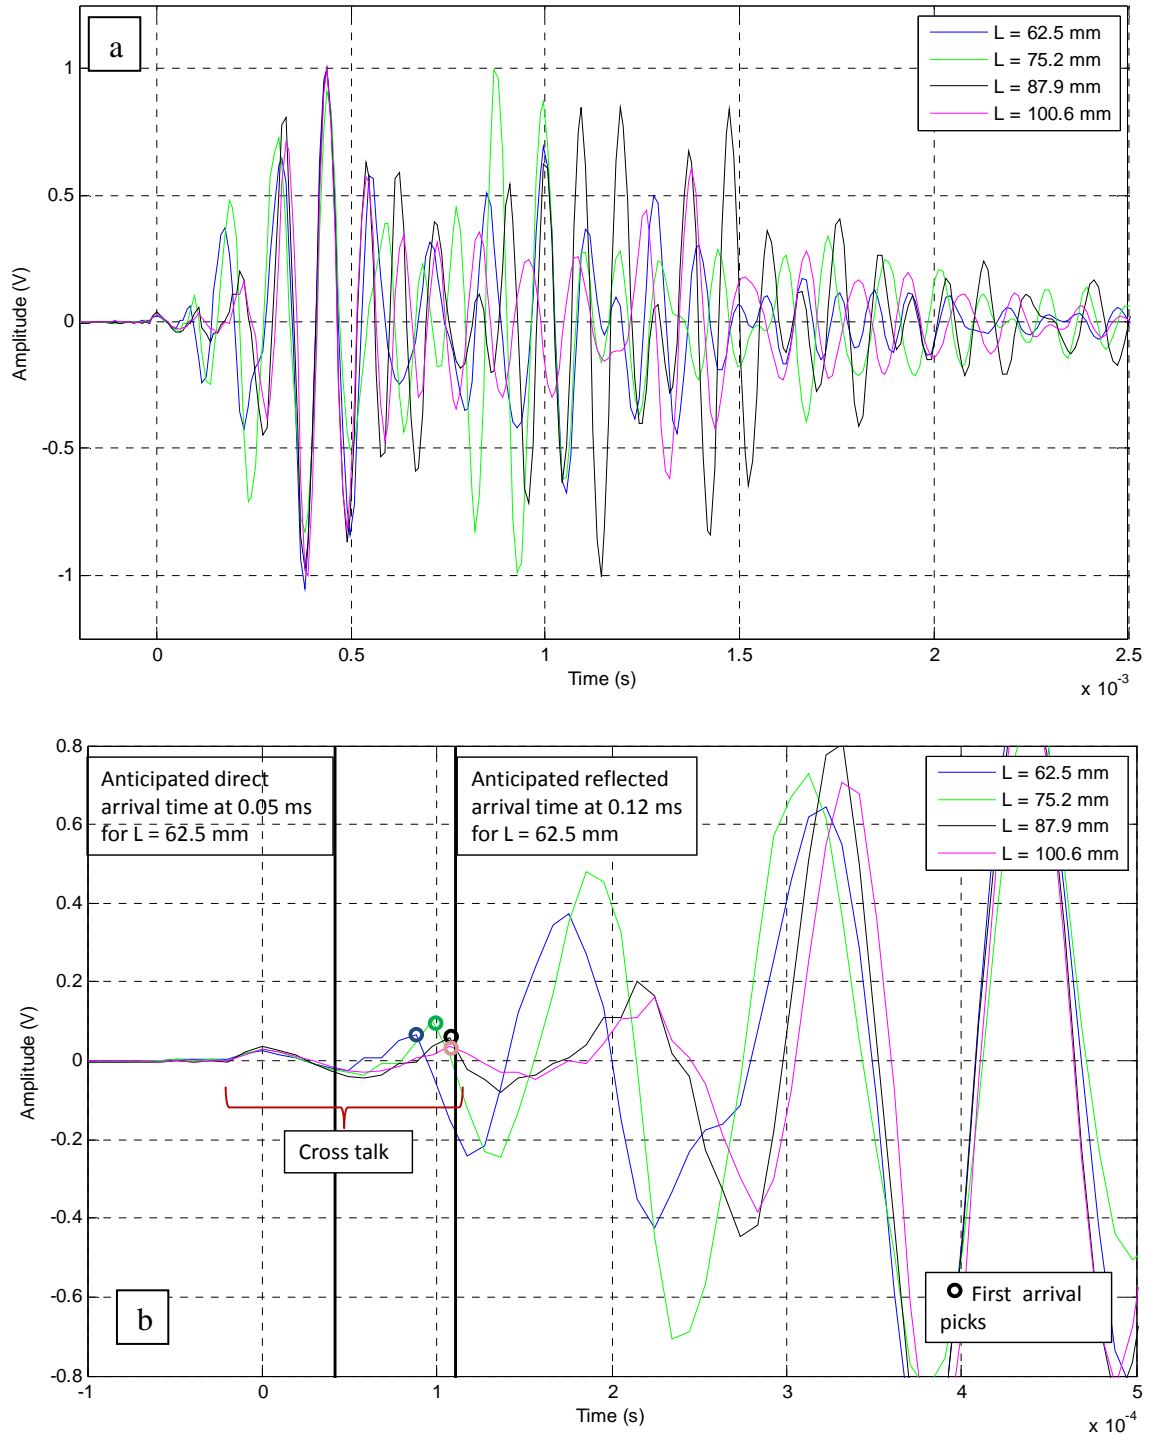 a
L = 62.5 mm
L = 75.2 mm
L = 87.9 mm
L = 100.6 mm
1
0.5
0
-0.5
-1
Amplitude (V)
0
0.5
1
1.5
2
2.5
Time (s)
x 10-3
Anticipated direct
arrival time at 0.05 ms
for L = 62.5 mm
Anticipated reflected
arrival time at 0.12 ms
for L = 62.5 mm
L = 62.5 mm
L = 75.2 mm
L = 87.9 mm
L = 100.6 mm
0.8
0.6
0.4
0.2
0
-0.2
-0.4
-0.6
-0.8
Amplitude (V)
Cross talk
First arrival
picks
b
-1
0
1
2
3
4
5
Time (s)
x 10-4